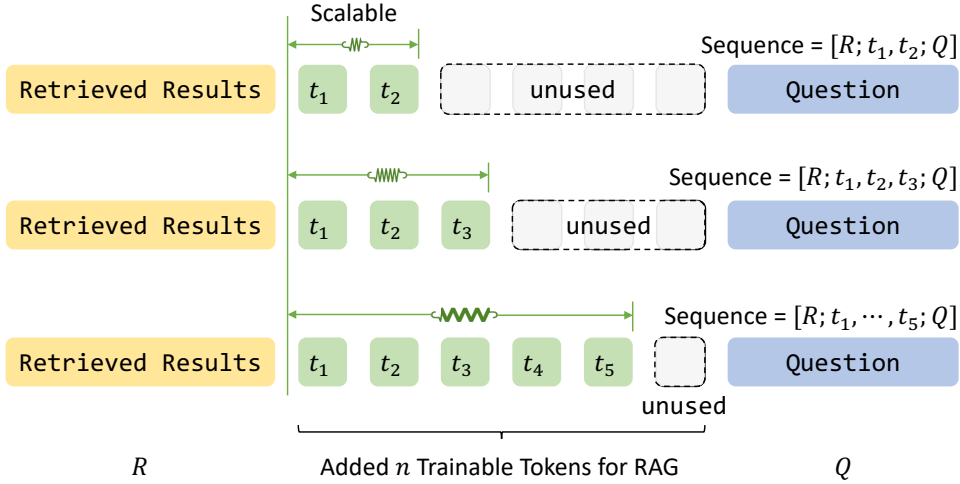 Scalable
Sequence = [R; t₁, t₂; Q]
Retrieved Results t₁ t₂ unused Question
Sequence = [R; t₁, t₂, t₃; Q]
Retrieved Results t₁ t₂ t₃ unused Question
Sequence = [R; t₁, ⋯, t₅; Q]
Retrieved Results t₁ t₂ t₃ t₄ t₅ Question
unused
R Added n Trainable Tokens for RAG Q